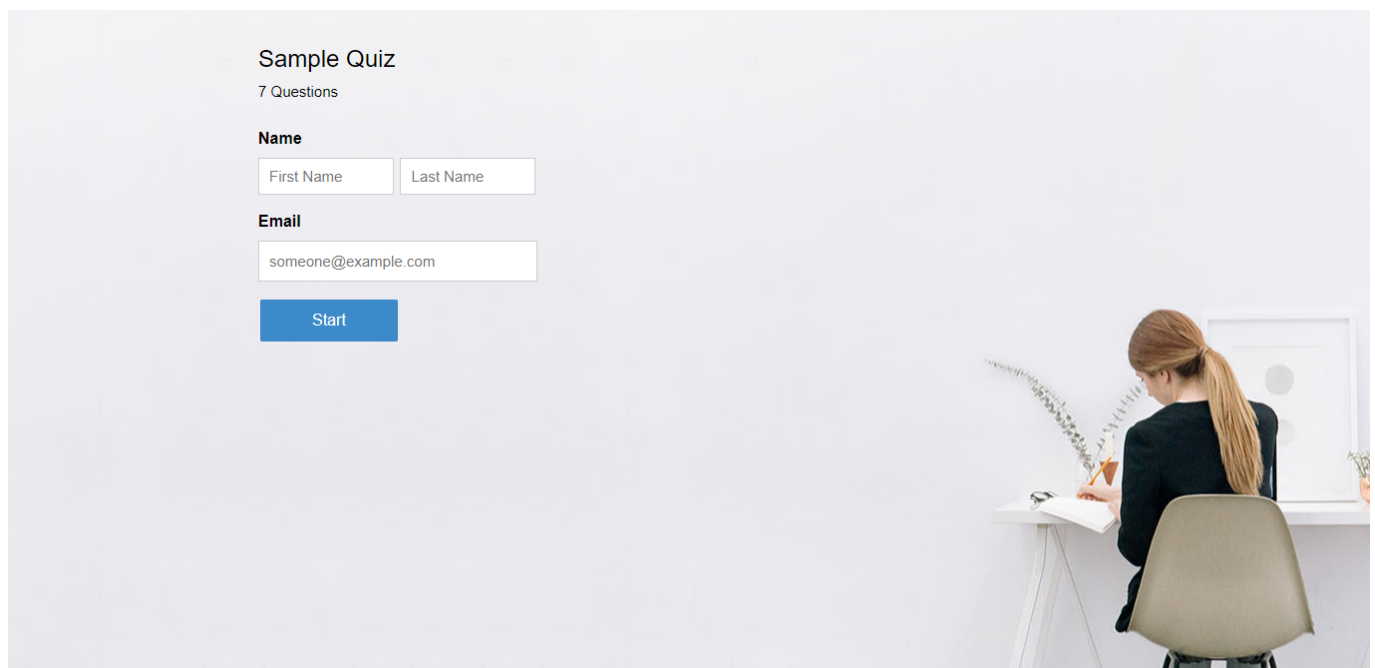 Sample Quiz
7 Questions
Name
First Name Last Name
Email
someone@example.com
Start